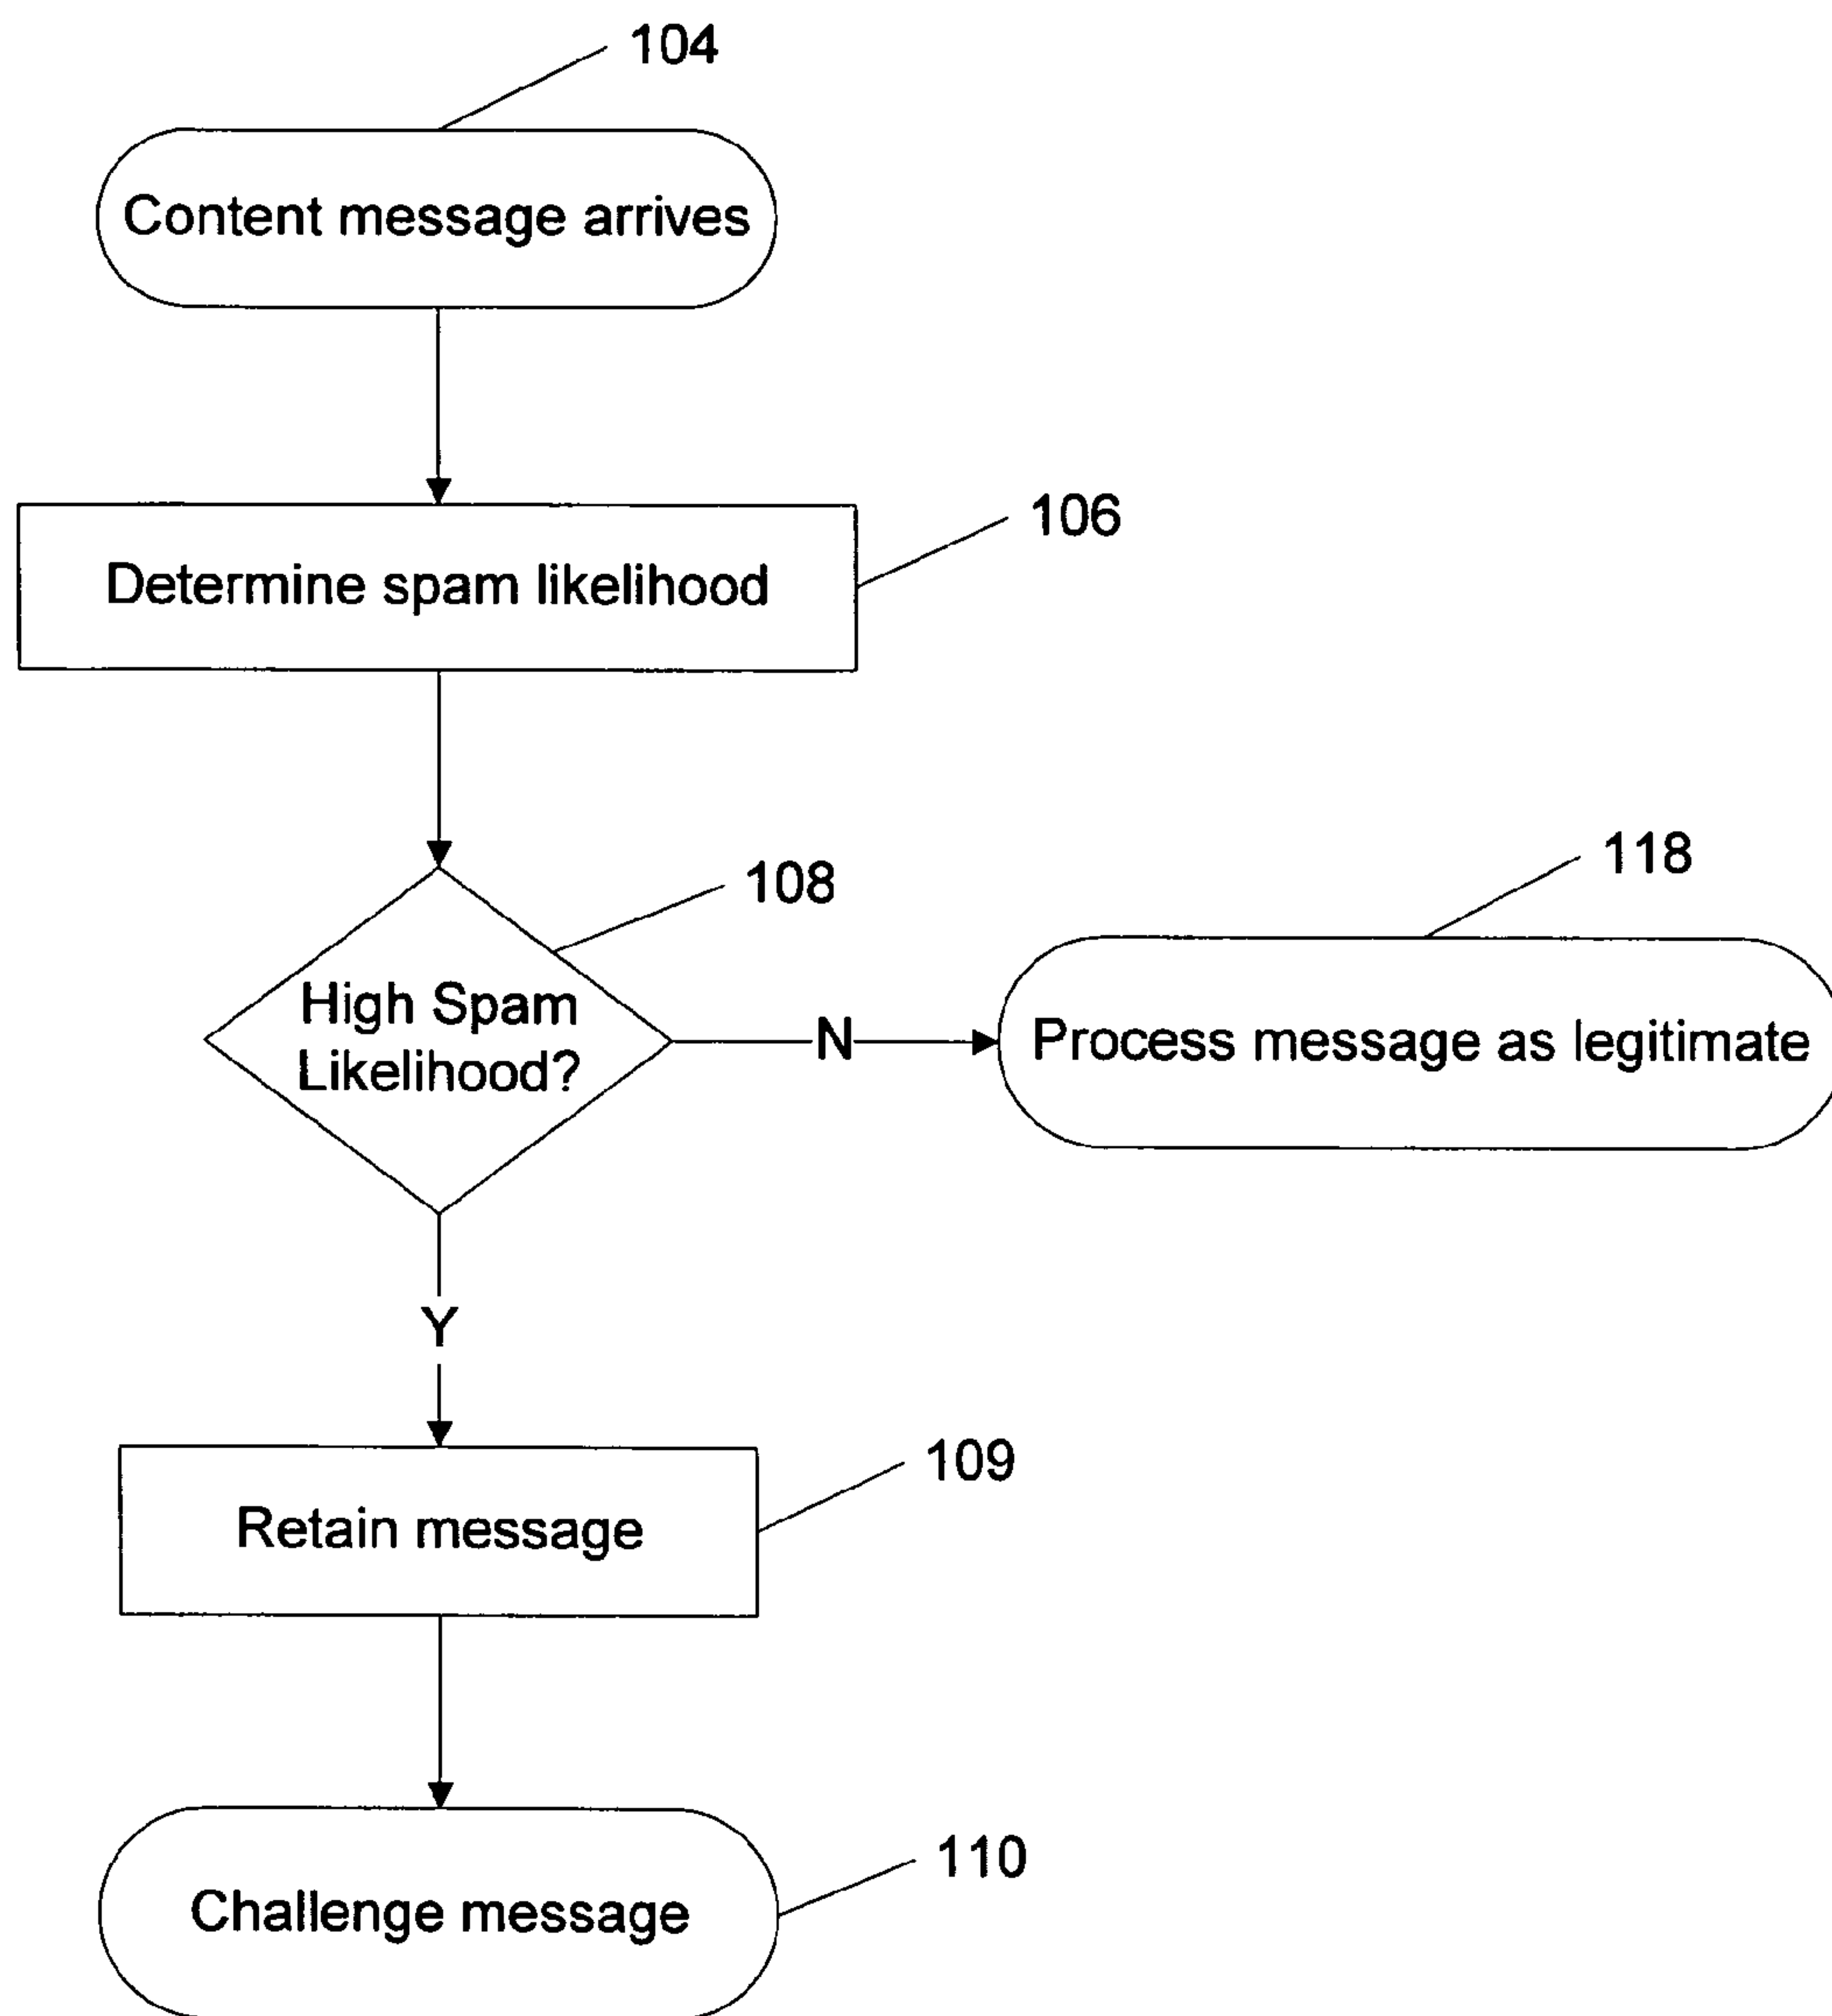 104
Content message arrives
106
Determine spam likelihood
108
118
High Spam
Likelihood?
N
Process message as legitimate
Y
109
Retain message
110
Challenge message